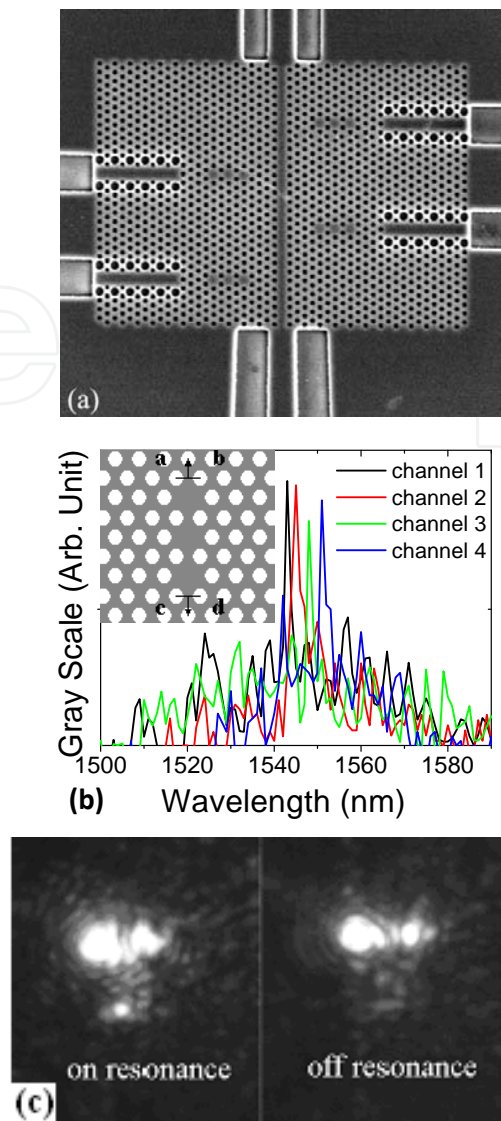 (a)
a b
c d
channel 1
channel 2
channel 3
channel 4
Gray Scale (Arb. Unit)
1500 1520 1540 1560 1580
(b) Wavelength (nm)
on resonance off resonance
(c)